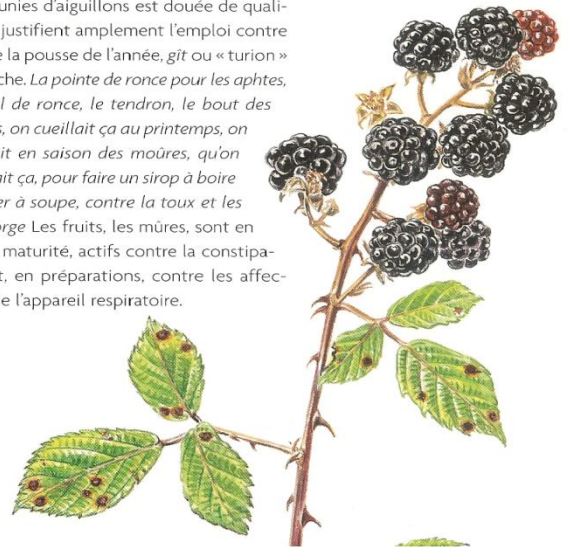 unies d'aiguillons est douée de quali-
justifient amplement l'emploi contre
e la pousse de l'année, gît ou « turion »
che. La pointe de ronce pour les aphtes,
l de ronce, le tendron, le bout des
s, on cueillait ça au printemps, on
it en saison des moûres, qu'on
ait ça, pour faire un sirop à boire
er à soupe, contre la toux et les
rge Les fruits, les mûres, sont en
maturité, actifs contre la constipa-
t, en préparations, contre les affec-
e l'appareil respiratoire.